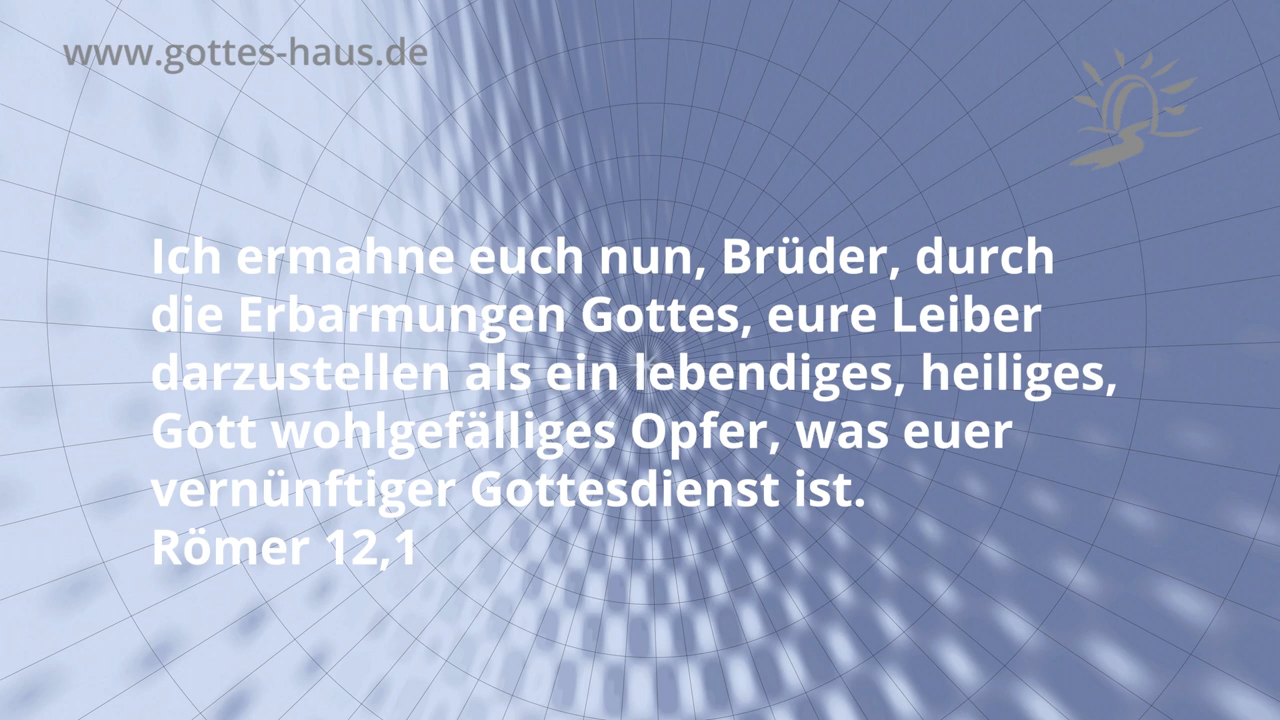 www.gottes-haus.de
Ich ermahne euch nun, Brüder, durch
die Erbarmungen Gottes, eure Leiber
darzustellen als ein lebendiges, heiliges,
Gott wohlgefälliges Opfer, was euer
vernünftiger Gottesdienst ist.
Römer 12,1